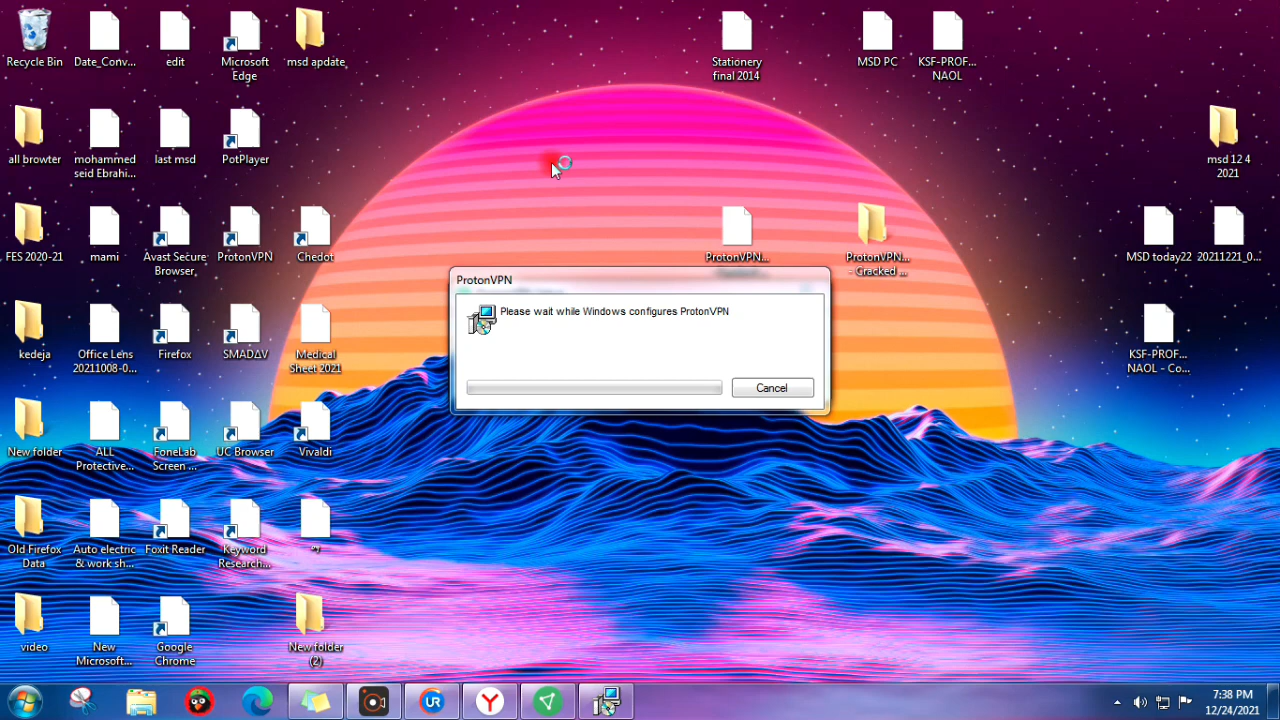 Recycle Bin
Date_Conv...
edit
Microsoft
Edge
msd apdate
Stationery
final 2014
MSD PC
KSF-PROF...
NAOL
all browter
mohammed
seid Ebrahi...
last msd
PotPlayer
msd 12 4
2021
FES 2020-21
mami
Avast Secure
Browser
ProtonVPN
Chedot
ProtonVPN...
ProtonVPN...
- Cracked ...
MSD today22
20211221_0...
ProtonVPN
Please wait while Windows configures ProtonVPN
Cancel
kedeja
Office Lens
20211008-0...
Firefox
SMADΔV
Medical
Sheet 2021
KSF-PROF...
NAOL - Co...
New folder
ALL
Protective...
FoneLab
Screen ...
UC Browser
Vivaldi
Old Firefox
Data
Auto electric
& work sh...
Foxit Reader
Keyword
Research...
video
New
Microsoft...
Google
Chrome
New folder
(2)
UR
Y
7:38 PM
12/24/2021